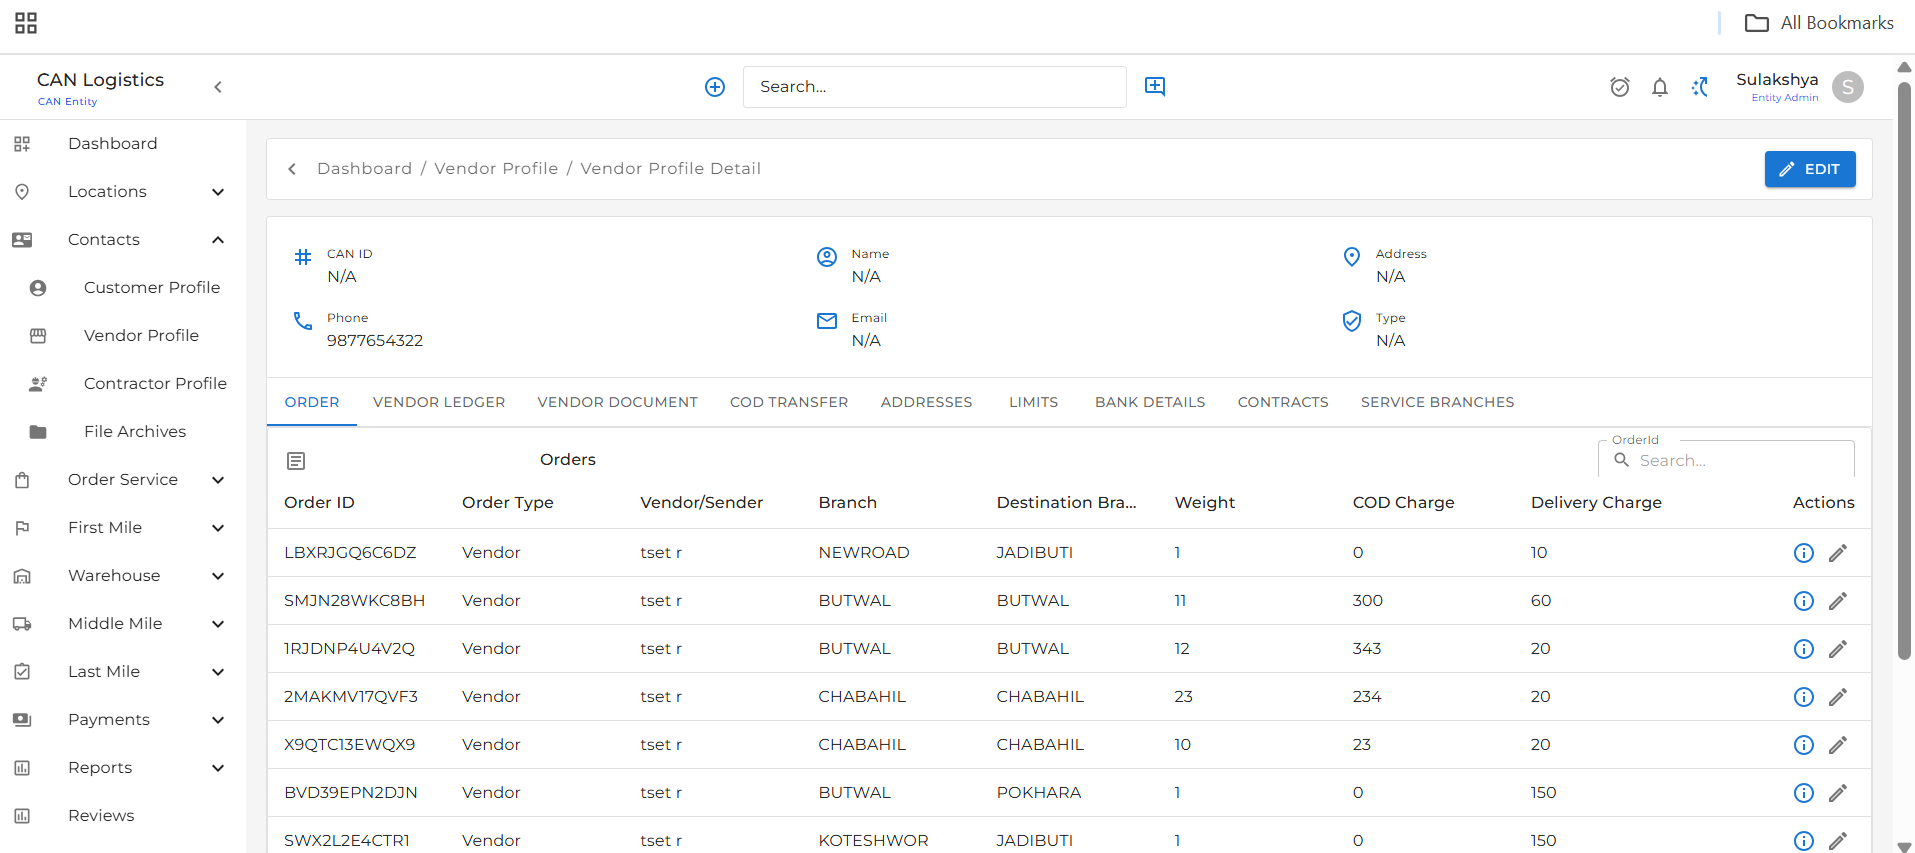 All Bookmarks
CAN Logistics
CAN Entity
Search...
Sulakshya
Entity Admin
S
Dashboard
Locations
Contacts
Customer Profile
Vendor Profile
Contractor Profile
File Archives
Order Service
First Mile
Warehouse
Middle Mile
Last Mile
Payments
Reports
Reviews
Dashboard / Vendor Profile / Vendor Profile Detail
EDIT
CAN ID
N/A
Name
N/A
Address
N/A
Phone
9877654322
Email
N/A
Type
N/A
ORDER VENDOR LEDGER VENDOR DOCUMENT COD TRANSFER ADDRESSES LIMITS BANK DETAILS CONTRACTS SERVICE BRANCHES
Orders
OrderId
Search...
Order ID Order Type Vendor/Sender Branch Destination Bra... Weight COD Charge Delivery Charge Actions
LBXRJGQ6C6DZ Vendor tset r NEWROAD JADIBUTI 1 0 10
SMJN28WKC8BH Vendor tset r BUTWAL BUTWAL 11 300 60
1RJDNP4U4V2Q Vendor tset r BUTWAL BUTWAL 12 343 20
2MAKMV17QVF3 Vendor tset r CHABAHIL CHABAHIL 23 234 20
X9QTC13EWQX9 Vendor tset r CHABAHIL CHABAHIL 10 23 20
BVD39EPN2DJN Vendor tset r BUTWAL POKHARA 1 0 150
SWX2L2E4CTR1 Vendor tset r KOTESHWOR JADIBUTI 1 0 150